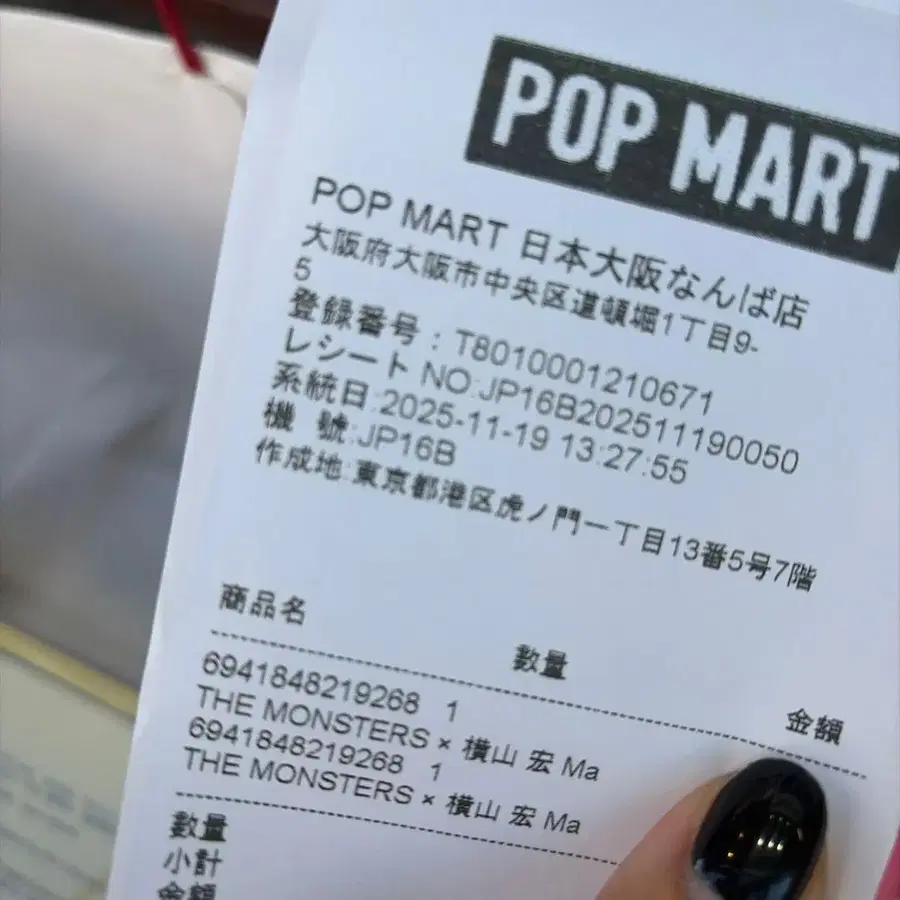 POP MART
POP MART 日本大阪なんば店
大阪府大阪市中央区道頓堀1丁目9-
5
登録番号：T8010001210671
レシート NO:JP16B202511190050
系統日:2025-11-19 13:27:55
機 號:JP16B
作成地:東京都港区虎ノ門一丁目13番5号7階
商品名 數量 金額
6941848219268 1
THE MONSTERS × 横山 宏 Ma
6941848219268 1
THE MONSTERS × 横山 宏 Ma
數量
小計
金額